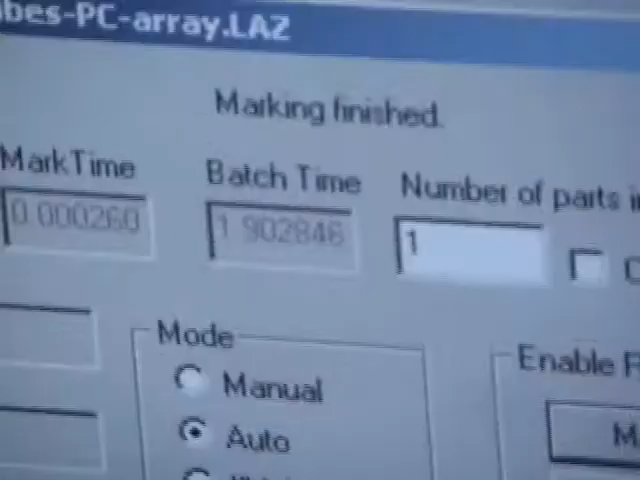 bes-PC-array.LAZ
Marking finished.
MarkTime
Batch Time
Number of parts i
0.000260
1.902846
1
Mode
Enable F
Manual
M
Auto